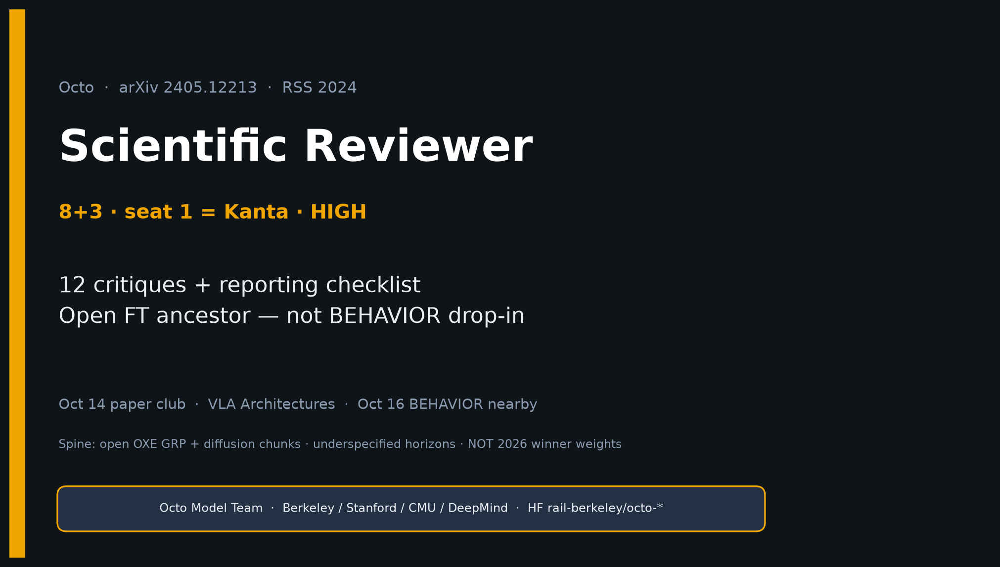 Octo · arXiv 2405.12213 · RSS 2024
Scientific Reviewer
8+3 · seat 1 = Kanta · HIGH
12 critiques + reporting checklist
Open FT ancestor — not BEHAVIOR drop-in
Oct 14 paper club · VLA Architectures · Oct 16 BEHAVIOR nearby
Spine: open OXE GRP + diffusion chunks · underspecified horizons · NOT 2026 winner weights
Octo Model Team · Berkeley / Stanford / CMU / DeepMind · HF rail-berkeley/octo-*